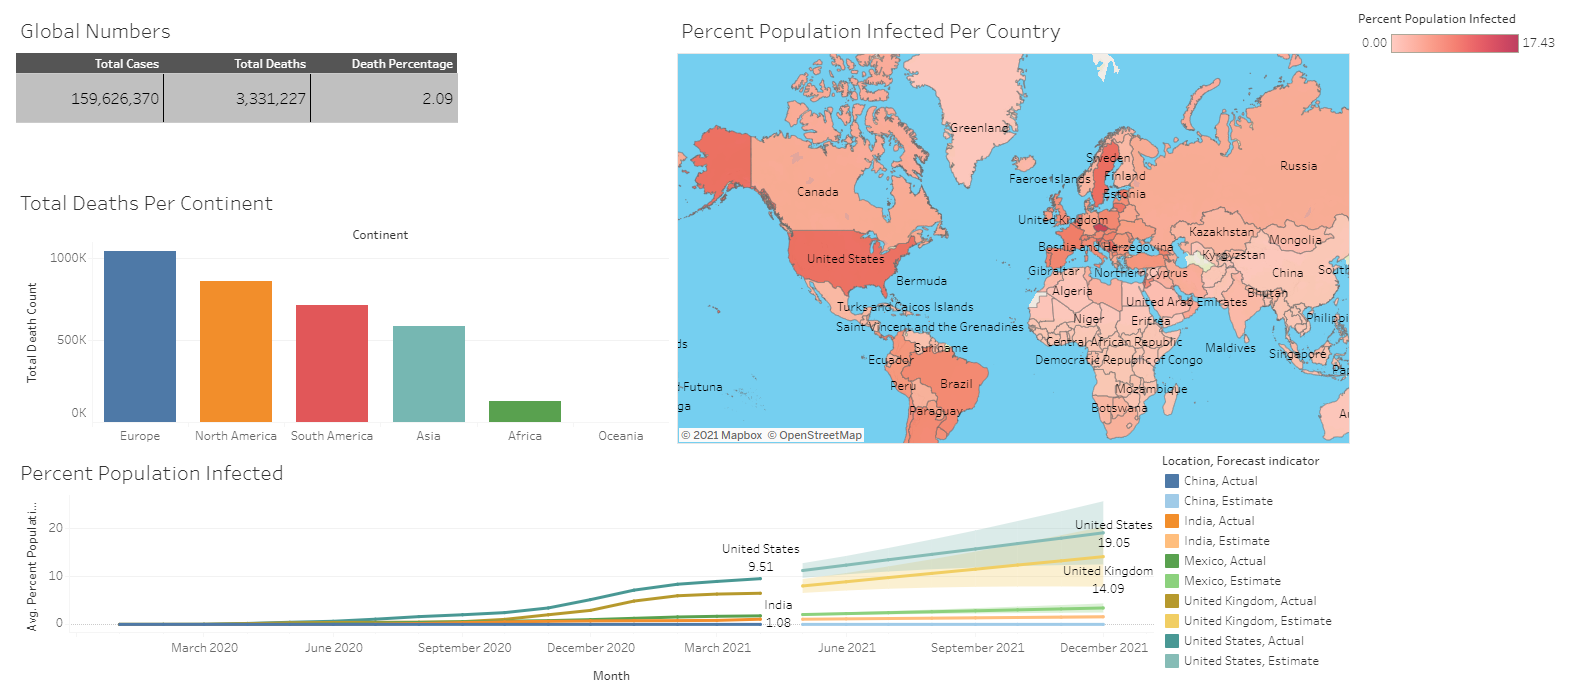 Global Numbers
Total Cases Total Deaths Death Percentage
159,626,370 3,331,227 2.09
Total Deaths Per Continent
Continent
Total Death Count
1000K
500K
0K
Europe North America South America Asia Africa Oceania
Percent Population Infected Per Country
Greenland
Sweden
Russia
Faeroe Islands
Finland
Canada
Estonia
United Kingdom
Kazakhstan
Mongolia
Bosnia and Herzegovina
Kyrgyzstan
United States
Gibraltar
Northern Cyprus
China
South
Bermuda
Algeria
Bhutan
Turks and Caicos Islands
United Arab Emirates
Niger
Eritrea
Philippi
Saint Vincent and the Grenadines
Central African Republic
ds
Suriname
Maldives
Singapore
Ecuador
Democratic Republic of Congo
Pap
-Futuna
Peru
Brazil
Mozambique
ga
Paraguay
Botswana
Au
© 2021 Mapbox © OpenStreetMap
Percent Population Infected
0.00 17.43
Percent Population Infected
Avg. Percent Populati...
20
10
0
United States
9.51
India
1.08
United States
19.05
United Kingdom
14.09
March 2020 June 2020 September 2020 December 2020 March 2021 June 2021 September 2021 December 2021
Month
Location, Forecast indicator
China, Actual
China, Estimate
India, Actual
India, Estimate
Mexico, Actual
Mexico, Estimate
United Kingdom, Actual
United Kingdom, Estimate
United States, Actual
United States, Estimate